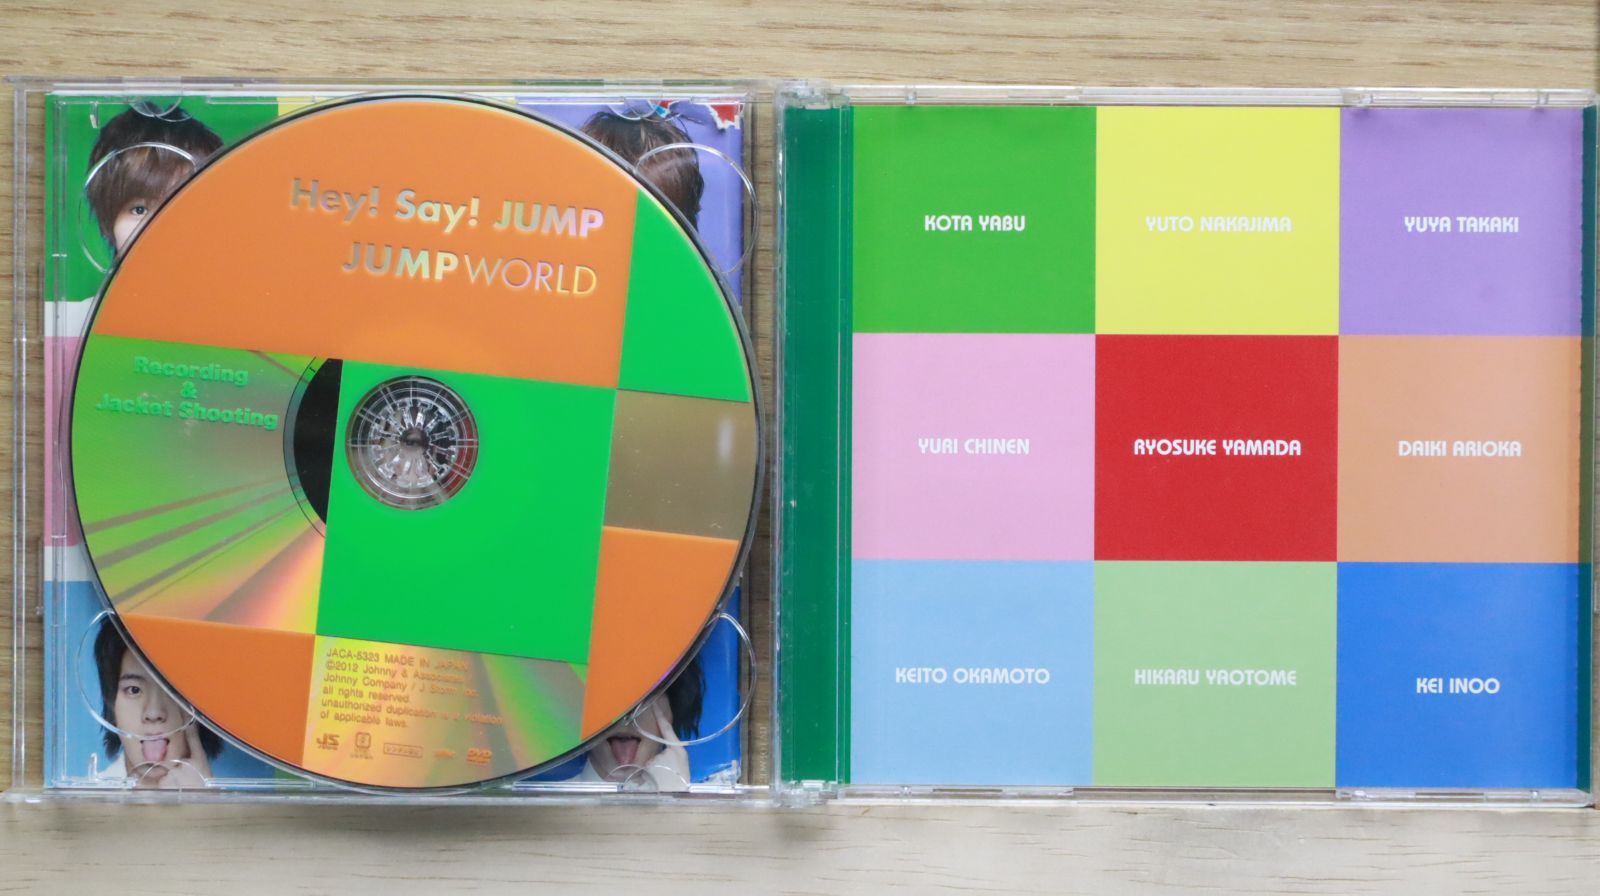 Hey! Say! JUMP
JUMP WORLD
Recording
&
Jacket Shooting
JACA-5323 MADE IN JAPAN
©2012 Johnny & Associates /
Johnny Company / J Storm Inc.
all rights reserved.
unauthorized duplication is a violation
of applicable laws.
JS
DVD
KOTA YABU
YUTO NAKAJIMA
YUYA TAKAKI
YURI CHINEN
RYOSUKE YAMADA
DAIKI ARIOKA
KEITO OKAMOTO
HIKARU YAOTOME
KEI INOO